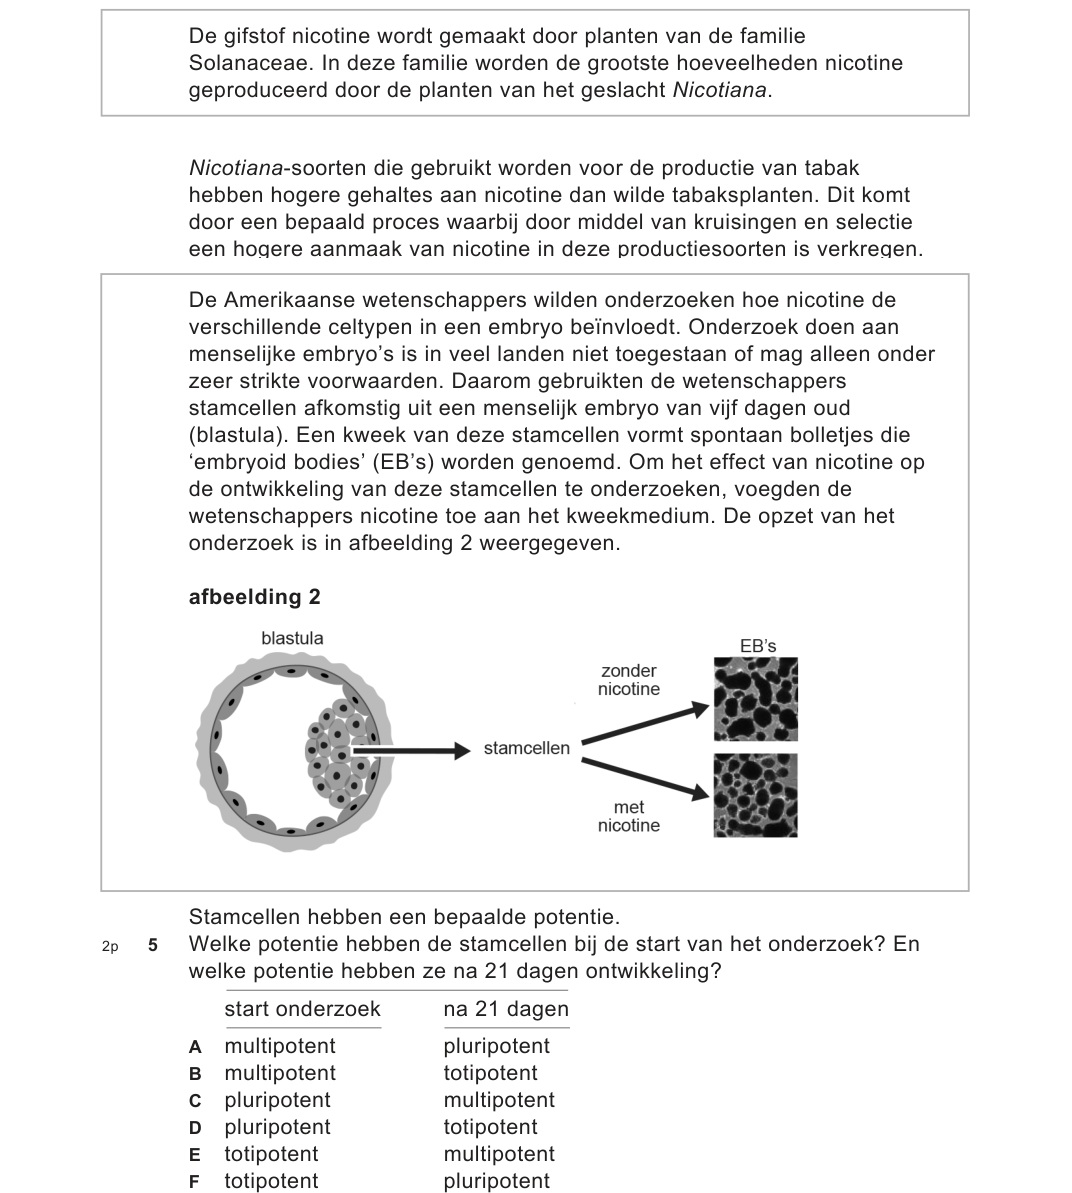 De gifstof nicotine wordt gemaakt door planten van de familie
Solanaceae. In deze familie worden de grootste hoeveelheden nicotine
geproduceerd door de planten van het geslacht Nicotiana.
Nicotiana-soorten die gebruikt worden voor de productie van tabak
hebben hogere gehaltes aan nicotine dan wilde tabaksplanten. Dit komt
door een bepaald proces waarbij door middel van kruisingen en selectie
een hogere aanmaak van nicotine in deze productiesoorten is verkregen.
De Amerikaanse wetenschappers wilden onderzoeken hoe nicotine de
verschillende celtypen in een embryo beïnvloedt. Onderzoek doen aan
menselijke embryo's is in veel landen niet toegestaan of mag alleen onder
zeer strikte voorwaarden. Daarom gebruikten de wetenschappers
stamcellen afkomstig uit een menselijk embryo van vijf dagen oud
(blastula). Een kweek van deze stamcellen vormt spontaan bolletjes die
‘embryoid bodies’ (EB’s) worden genoemd. Om het effect van nicotine op
de ontwikkeling van deze stamcellen te onderzoeken, voegden de
wetenschappers nicotine toe aan het kweekmedium. De opzet van het
onderzoek is in afbeelding 2 weergegeven.
afbeelding 2
blastula
EB's
zonder
nicotine
stamcellen
met
nicotine
Stamcellen hebben een bepaalde potentie.
2p 5 Welke potentie hebben de stamcellen bij de start van het onderzoek? En
welke potentie hebben ze na 21 dagen ontwikkeling?
start onderzoek na 21 dagen
A multipotent pluripotent
B multipotent totipotent
C pluripotent multipotent
D pluripotent totipotent
E totipotent multipotent
F totipotent pluripotent